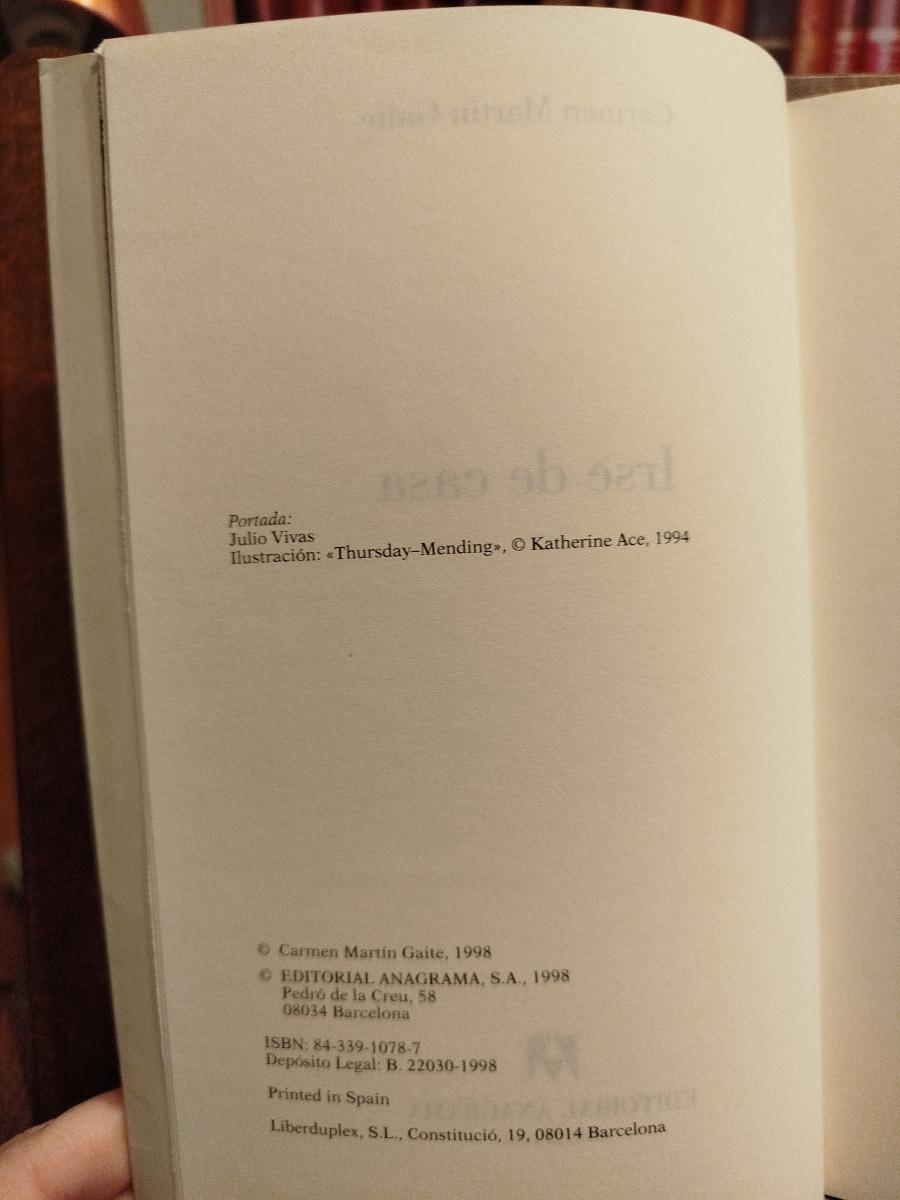 Portada:
Julio Vivas
Ilustración: «Thursday–Mending», © Katherine Ace, 1994
© Carmen Martín Gaite, 1998
© EDITORIAL ANAGRAMA, S.A., 1998
Pedró de la Creu, 58
08034 Barcelona
ISBN: 84-339-1078-7
Depósito Legal: B. 22030-1998
Printed in Spain
Liberduplex, S.L., Constitució, 19, 08014 Barcelona